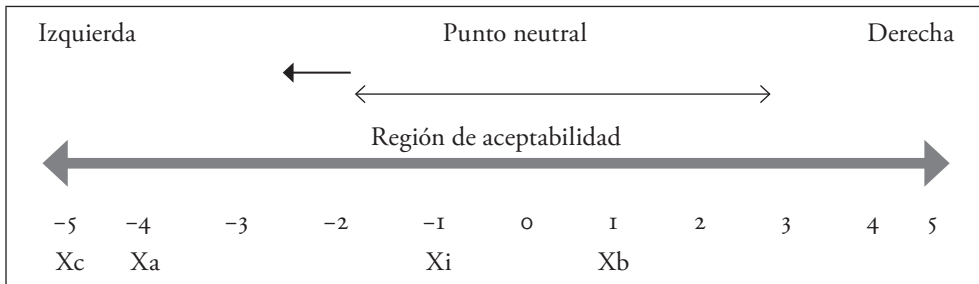 Izquierda Punto neutral Derecha
Región de aceptabilidad
−5 −4 −3 −2 −1 0 1 2 3 4 5
Xc Xa Xi Xb